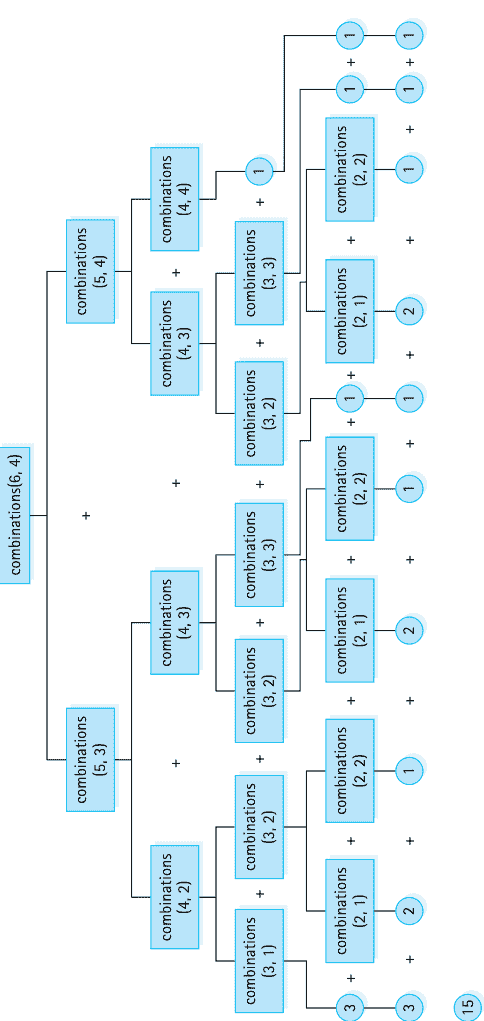 combinations(6, 4)
combinations
(5, 3)
+
combinations
(5, 4)
combinations
(4, 2)
+
combinations
(4, 3)
+
combinations
(4, 3)
+
combinations
(4, 4)
combinations
(3, 1)
+
combinations
(3, 2)
+
combinations
(3, 2)
+
combinations
(3, 3)
+
combinations
(3, 2)
+
combinations
(3, 3)
+
1
3
+
combinations
(2, 1)
+
combinations
(2, 2)
+
combinations
(2, 1)
+
combinations
(2, 2)
+
1
+
combinations
(2, 1)
+
combinations
(2, 2)
1
+
1
3 + 2 + 1 + 2 + 1 + 1 + 2 + 1 + 1 + 1
15